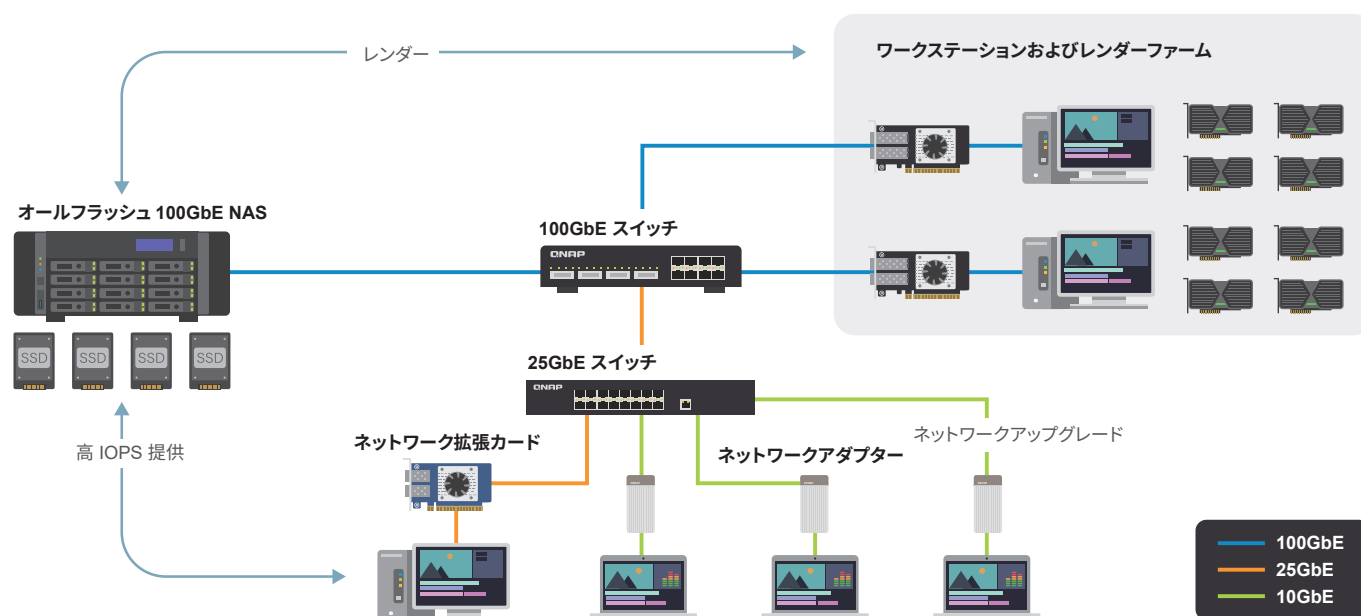 レンダー
ワークステーションおよびレンダーファーム
オールフラッシュ 100GbE NAS
100GbE スイッチ
QNAP
SSD
SSD
SSD
SSD
25GbE スイッチ
QNAP
高 IOPS 提供
ネットワーク拡張カード
ネットワークアダプター
ネットワークアップグレード
100GbE
25GbE
10GbE